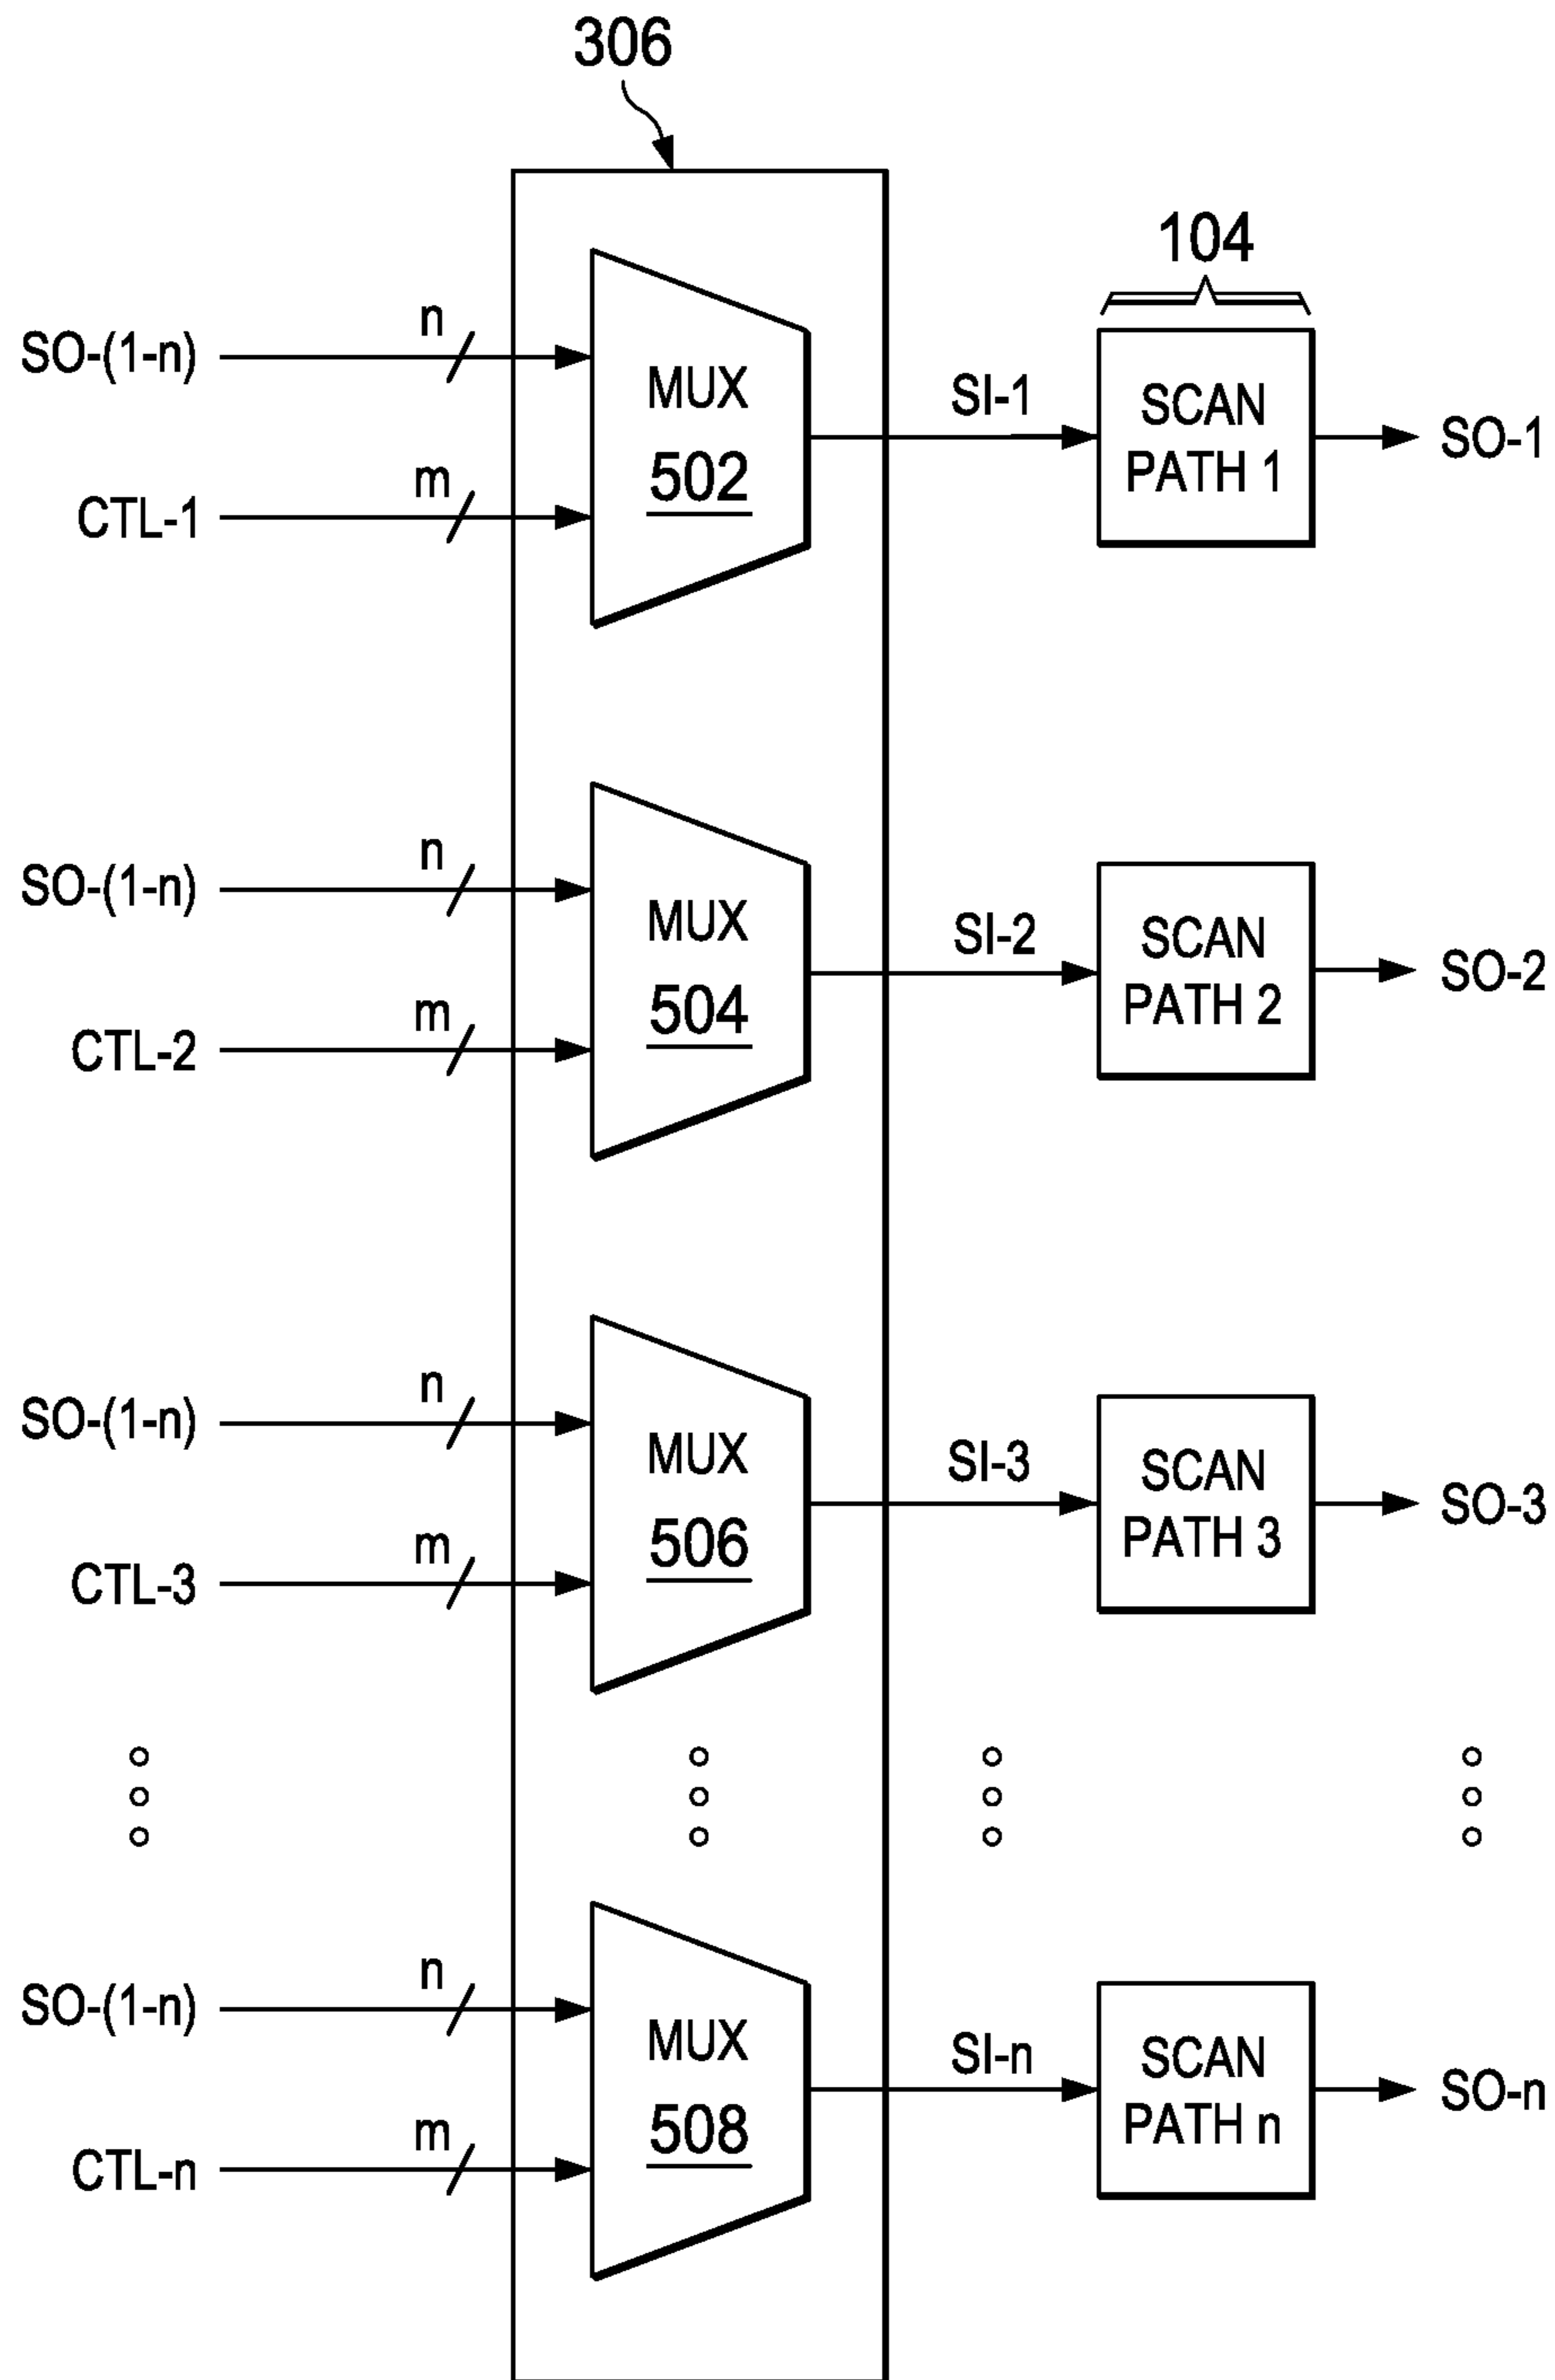 306
104
SO-(1-n)
n
MUX
502
CTL-1
m
SI-1
SCAN
PATH 1
SO-1
SO-(1-n)
n
MUX
504
CTL-2
m
SI-2
SCAN
PATH 2
SO-2
SO-(1-n)
n
MUX
506
CTL-3
m
SI-3
SCAN
PATH 3
SO-3
SO-(1-n)
n
MUX
508
CTL-n
m
SI-n
SCAN
PATH n
SO-n